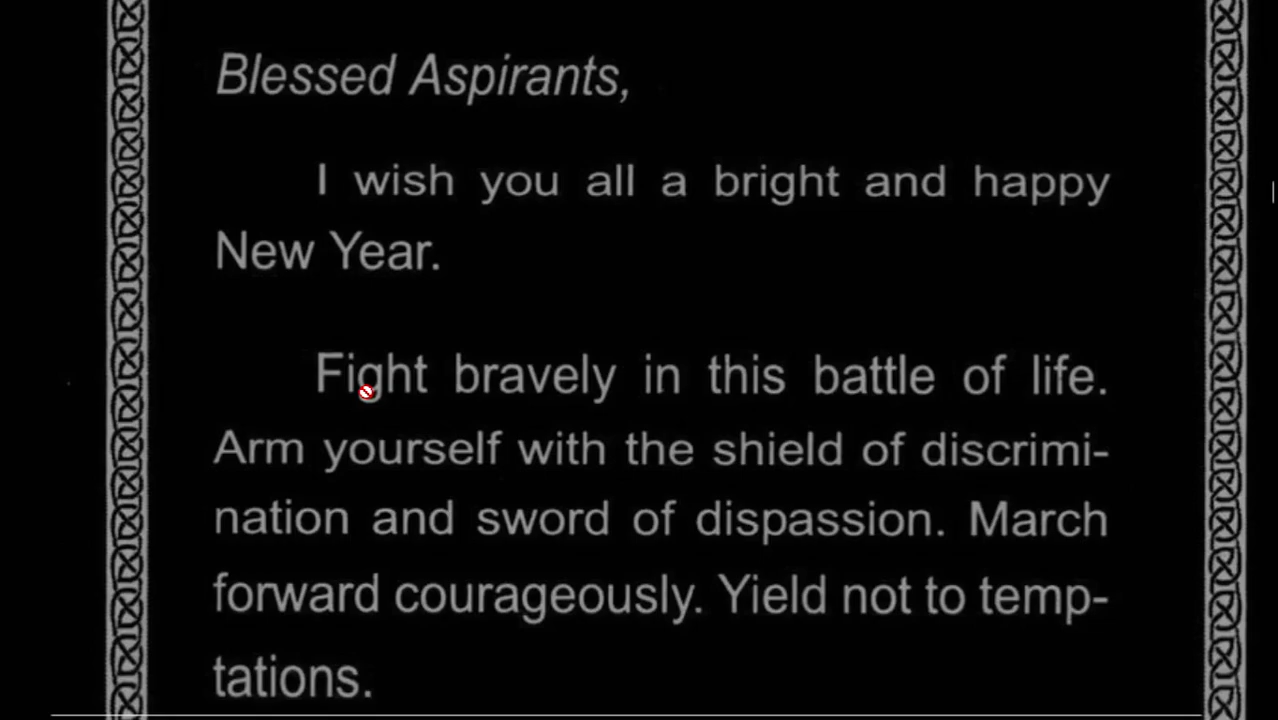 Blessed Aspirants,
I wish you all a bright and happy
New Year.
Fight bravely in this battle of life.
Arm yourself with the shield of discrimi-
nation and sword of dispassion. March
forward courageously. Yield not to temp-
tations.